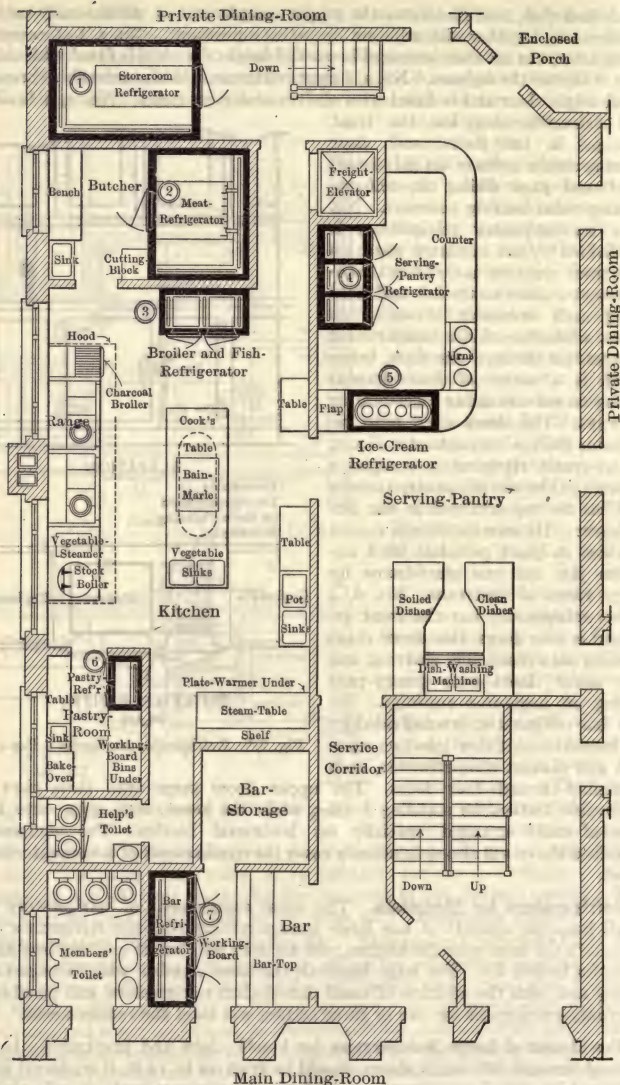 Private Dining-Room
Enclosed
Porch
Down
1
Storeroom
Refrigerator
Bench
Butcher
2
Meat-
Refrigerator
Sink
Cutting-
Block
Freight-
Elevator
Counter
4
Serving-
Pantry
Refrigerator
3
Broiler and Fish-
Refrigerator
Hood
Charcoal
Broiler
Range
Urns
5
Table
Flap
Ice-Cream
Refrigerator
Private Dining-Room
Cook's
Table
Bain-
Marie
Vegetable
Sinks
Serving-Pantry
Vegetable-
Steamer
Stock
Boiler
Kitchen
Table
Pot
Sinks
Soiled
Dishes
Clean
Dishes
Dish-Washing
Machine
6
Pastry-
Ref'r
Table
Pastry-
Room
Sink
Bake-
Oven
Working-
Board
Bins
Under
Plate-Warmer Under
Steam-Table
Shelf
Service
Corridor
Bar-
Storage
Help's
Toilet
Down
Up
Bar
Refri-
gerator
7
Working-
Board
Bar
Bar-Top
Members'
Toilet
Main Dining-Room